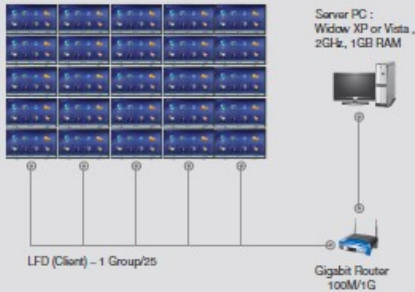 Server PC :
Widow XP or Vista ,
2GHz, 1GB RAM
LFD (Client) – 1 Group/25
Gigabit Router
100M/1G